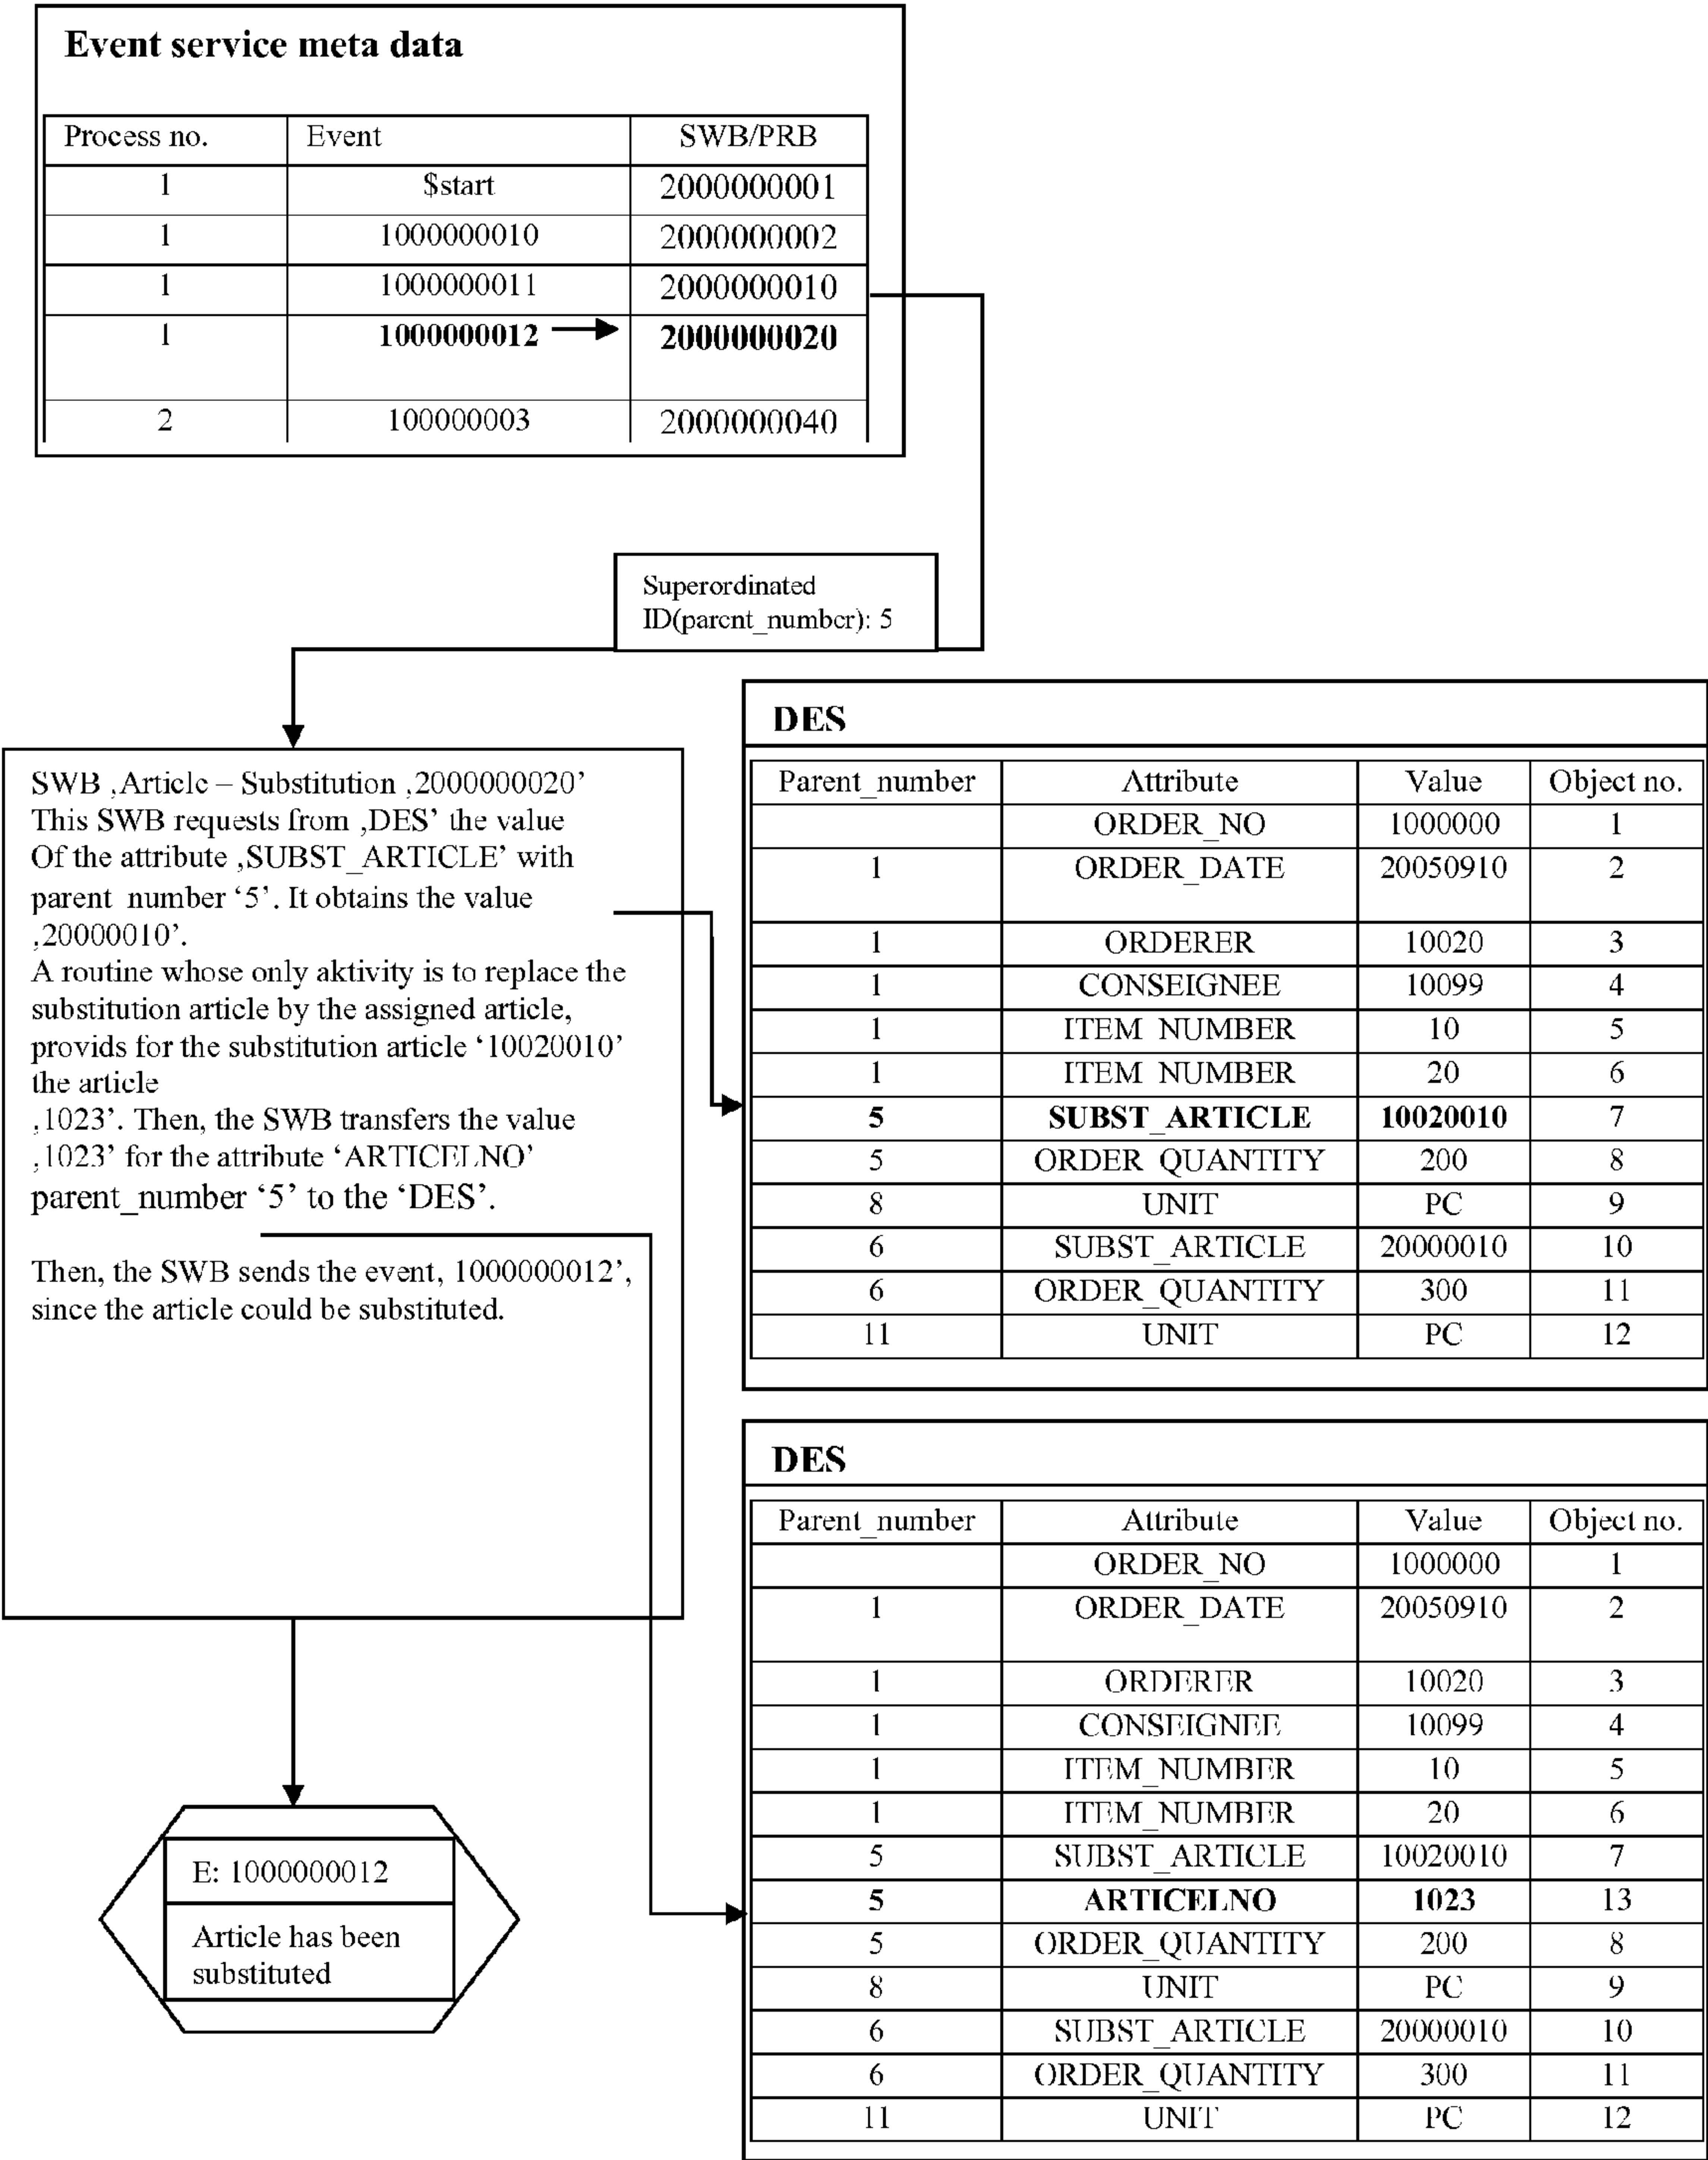 Event service meta data
Process no. Event SWB/PRB
1 $start 2000000001
1 1000000010 2000000002
1 1000000011 2000000010
1 1000000012 2000000020
2 100000003 2000000040
Superordinated
ID(parent_number): 5
SWB ‚Article – Substitution ‚2000000020’
This SWB requests from ‚DES’ the value
Of the attribute ‚SUBST_ARTICLE’ with
parent_number ‘5’. It obtains the value
‚20000010’.
A routine whose only aktivity is to replace the
substitution article by the assigned article,
provids for the substitution article ‘10020010’
the article
‚1023’. Then, the SWB transfers the value
‚1023’ for the attribute ‘ARTICELNO’
parent_number ‘5’ to the ‘DES’.
Then, the SWB sends the event, 1000000012’,
since the article could be substituted.
E: 1000000012
Article has been
substituted
DES
Parent_number Attribute Value Object no.
ORDER_NO 1000000 1
1 ORDER_DATE 20050910 2
1 ORDERER 10020 3
1 CONSEIGNEE 10099 4
1 ITEM_NUMBER 10 5
1 ITEM_NUMBER 20 6
5 SUBST_ARTICLE 10020010 7
5 ORDER_QUANTITY 200 8
8 UNIT PC 9
6 SUBST_ARTICLE 20000010 10
6 ORDER_QUANTITY 300 11
11 UNIT PC 12
DES
Parent_number Attribute Value Object no.
ORDER_NO 1000000 1
1 ORDER_DATE 20050910 2
1 ORDERER 10020 3
1 CONSEIGNEE 10099 4
1 ITEM_NUMBER 10 5
1 ITEM_NUMBER 20 6
5 SUBST_ARTICLE 10020010 7
5 ARTICELNO 1023 13
5 ORDER_QUANTITY 200 8
8 UNIT PC 9
6 SUBST_ARTICLE 20000010 10
6 ORDER_QUANTITY 300 11
11 UNIT PC 12